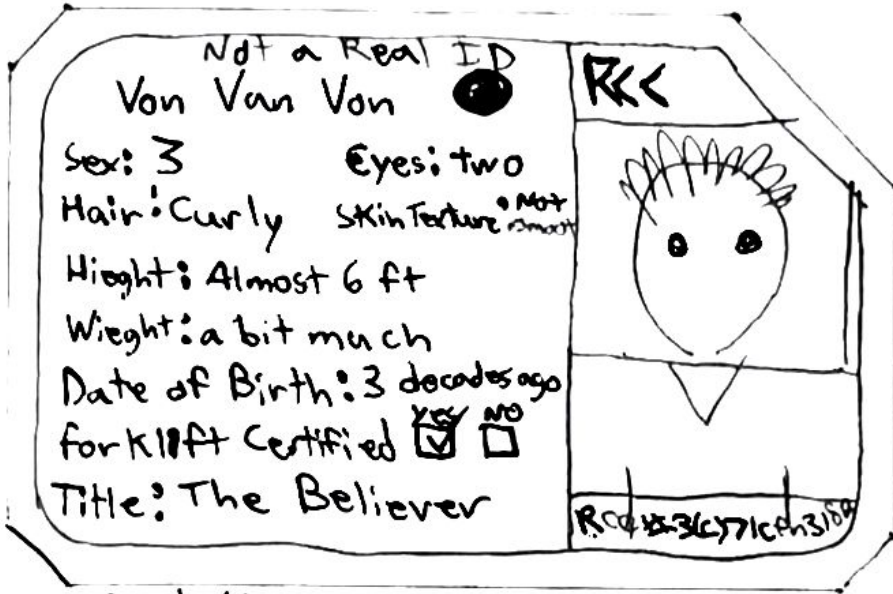 Not a Real ID
Von Van Von
R<<
Sex: 3 Eyes: two
Hair: Curly Skin Texture: Not smooth
Hieght: Almost 6 ft
Wieght: a bit much
Date of Birth: 3 decades ago
Yes No
forklift Certified
Title: The Believer